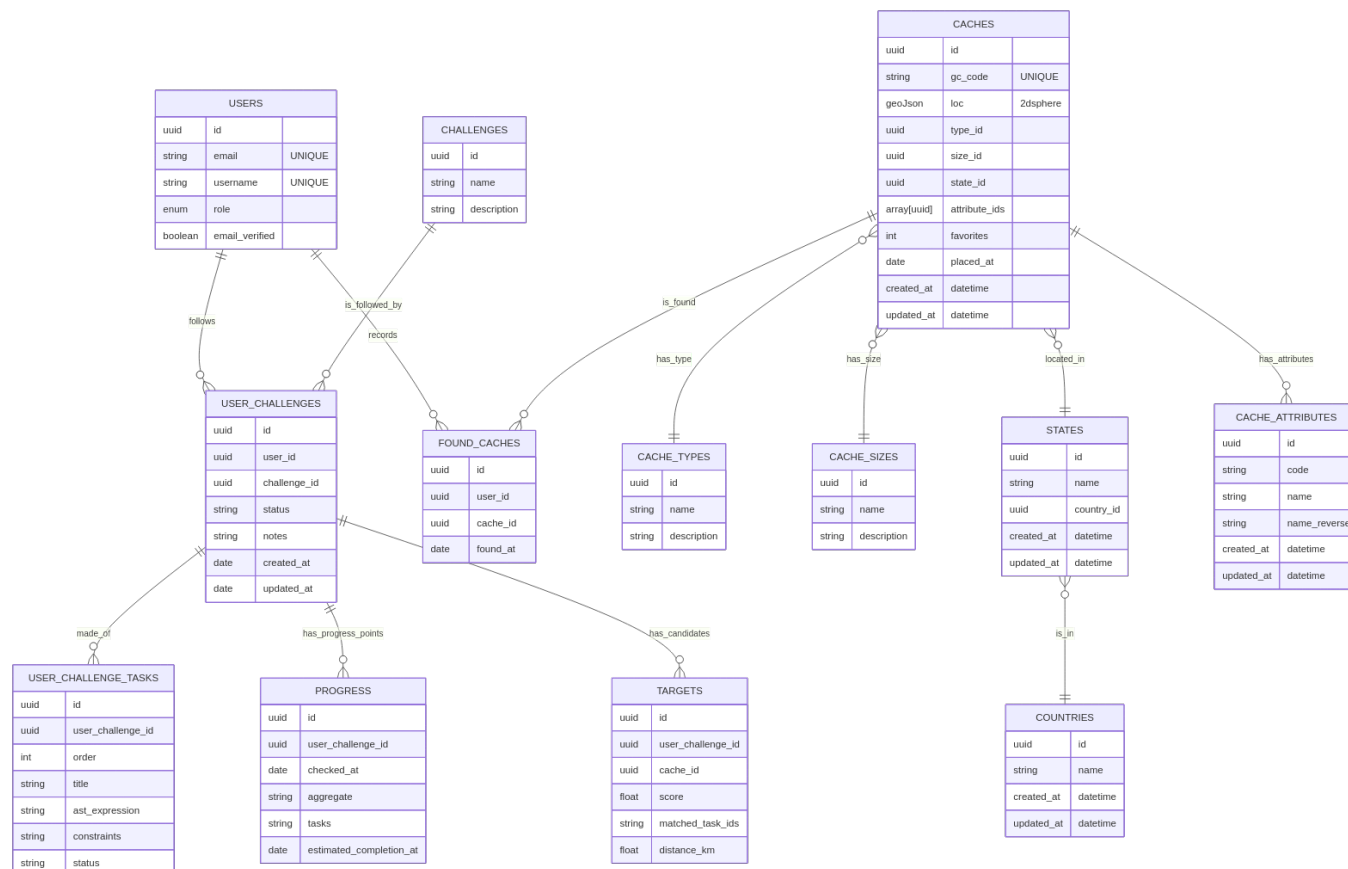 CACHES
uuid id
string gc_code UNIQUE
geoJson loc 2dsphere
uuid type_id
uuid size_id
uuid state_id
array[uuid] attribute_ids
int favorites
date placed_at
created_at datetime
updated_at datetime
USERS
uuid id
string email UNIQUE
string username UNIQUE
enum role
boolean email_verified
CHALLENGES
uuid id
string name
string description
follows
is_followed_by
records
is_found
has_type
has_size
located_in
has_attributes
USER_CHALLENGES
uuid id
uuid user_id
uuid challenge_id
string status
string notes
date created_at
date updated_at
FOUND_CACHES
uuid id
uuid user_id
uuid cache_id
date found_at
CACHE_TYPES
uuid id
string name
string description
CACHE_SIZES
uuid id
string name
string description
STATES
uuid id
string name
uuid country_id
created_at datetime
updated_at datetime
CACHE_ATTRIBUTES
uuid id
string code
string name
string name_reverse
created_at datetime
updated_at datetime
made_of
has_progress_points
has_candidates
is_in
USER_CHALLENGE_TASKS
uuid id
uuid user_challenge_id
int order
string title
string ast_expression
string constraints
string status
PROGRESS
uuid id
uuid user_challenge_id
date checked_at
string aggregate
string tasks
date estimated_completion_at
TARGETS
uuid id
uuid user_challenge_id
uuid cache_id
float score
string matched_task_ids
float distance_km
COUNTRIES
uuid id
string name
created_at datetime
updated_at datetime